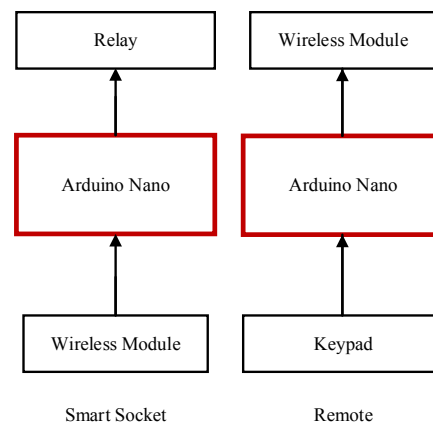 Relay
Wireless Module
Arduino Nano
Arduino Nano
Wireless Module
Keypad
Smart Socket
Remote